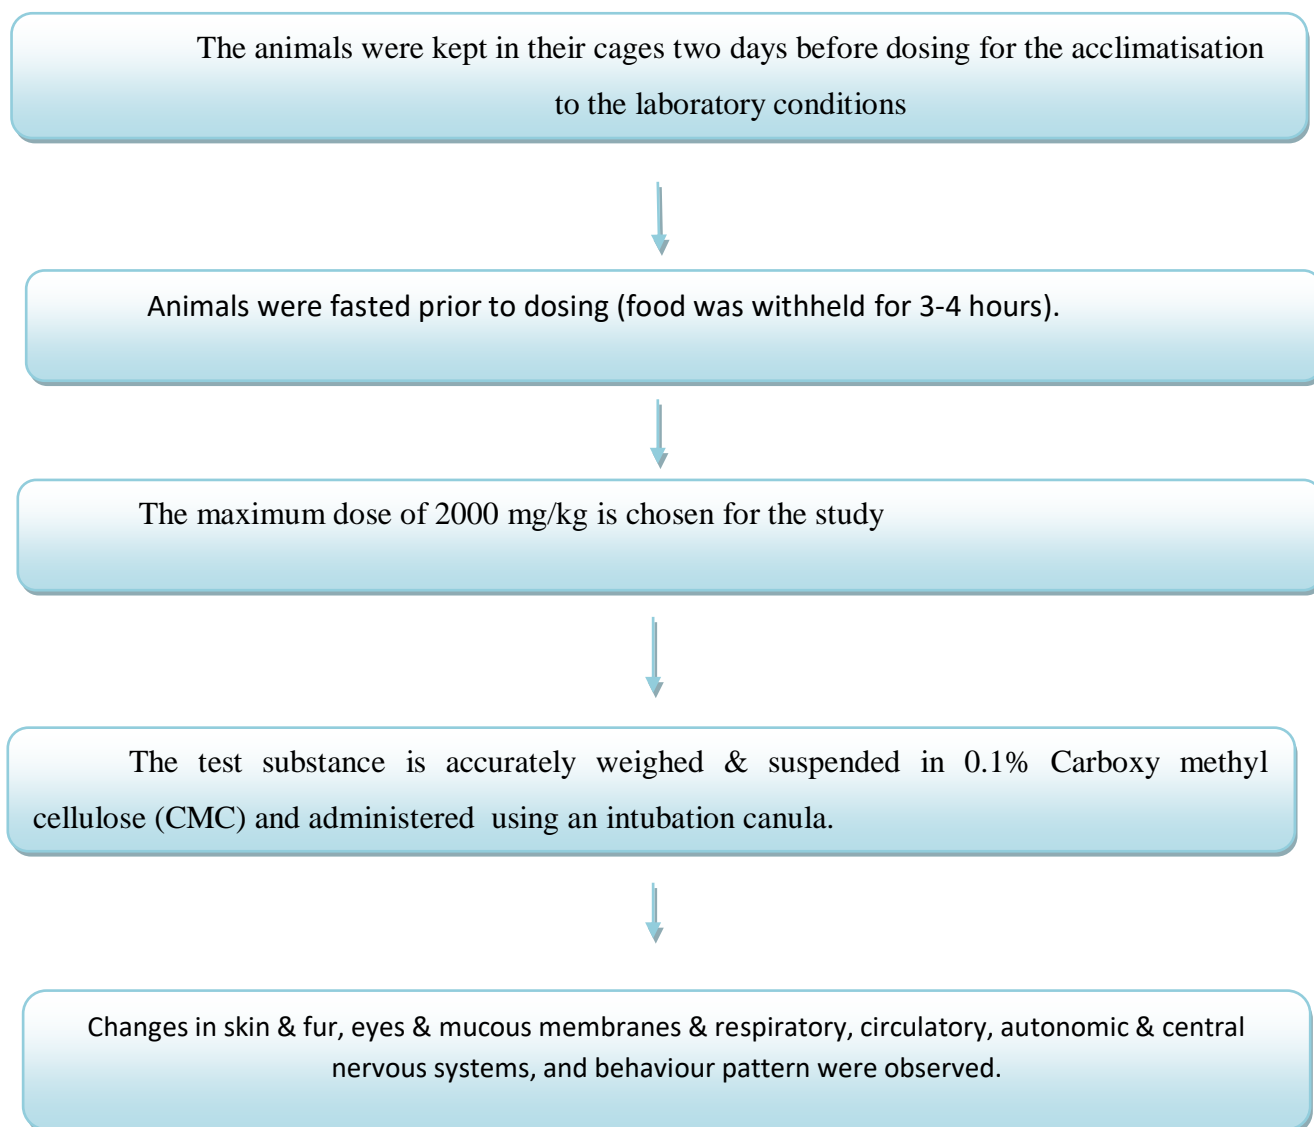 The animals were kept in their cages two days before dosing for the acclimatisation
to the laboratory conditions
Animals were fasted prior to dosing (food was withheld for 3-4 hours).
The maximum dose of 2000 mg/kg is chosen for the study
The test substance is accurately weighed & suspended in 0.1% Carboxy methyl
cellulose (CMC) and administered using an intubation canula.
Changes in skin & fur, eyes & mucous membranes & respiratory, circulatory, autonomic & central
nervous systems, and behaviour pattern were observed.